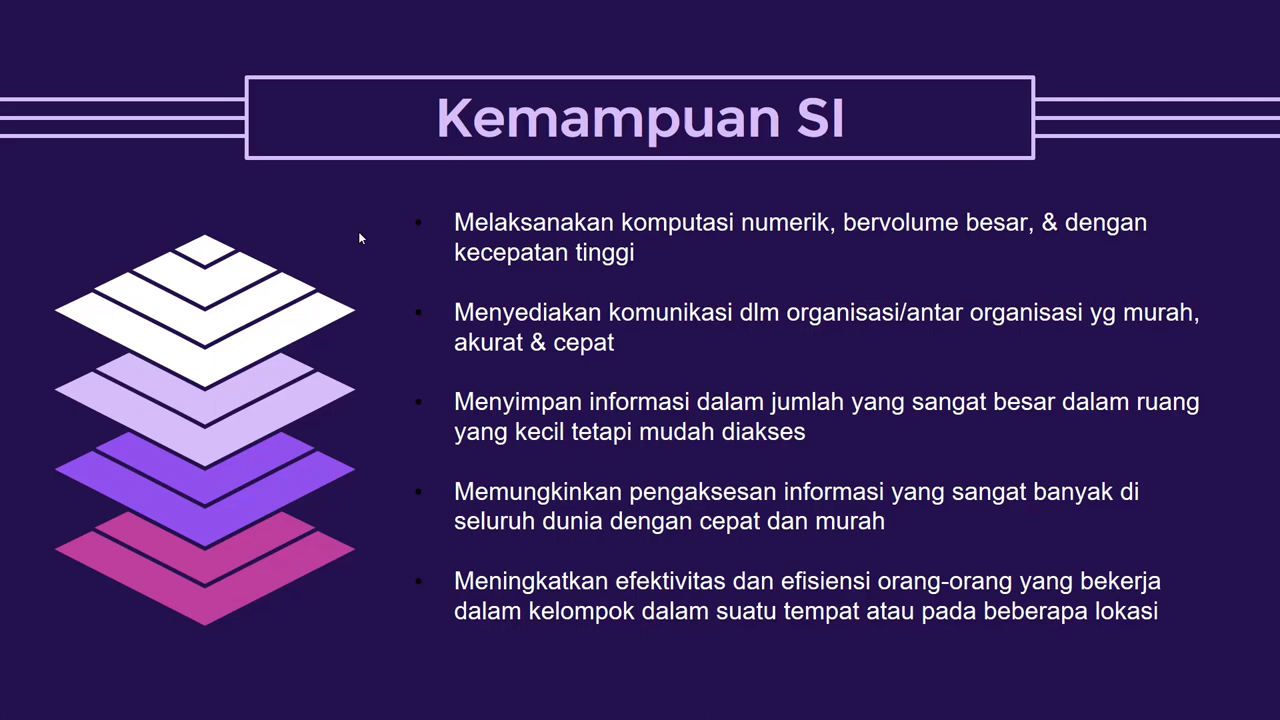 Kemampuan SI
• Melaksanakan komputasi numerik, bervolume besar, & dengan
kecepatan tinggi
• Menyediakan komunikasi dlm organisasi/antar organisasi yg murah,
akurat & cepat
• Menyimpan informasi dalam jumlah yang sangat besar dalam ruang
yang kecil tetapi mudah diakses
• Memungkinkan pengaksesan informasi yang sangat banyak di
seluruh dunia dengan cepat dan murah
• Meningkatkan efektivitas dan efisiensi orang-orang yang bekerja
dalam kelompok dalam suatu tempat atau pada beberapa lokasi